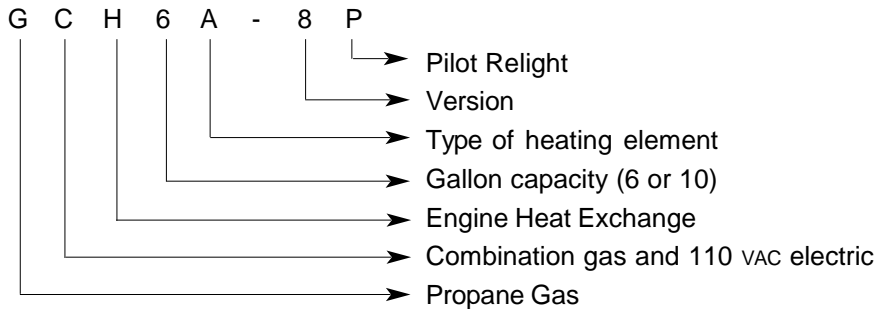 G C H 6 A - 8 P
Pilot Relight
Version
Type of heating element
Gallon capacity (6 or 10)
Engine Heat Exchange
Combination gas and 110 VAC electric
Propane Gas